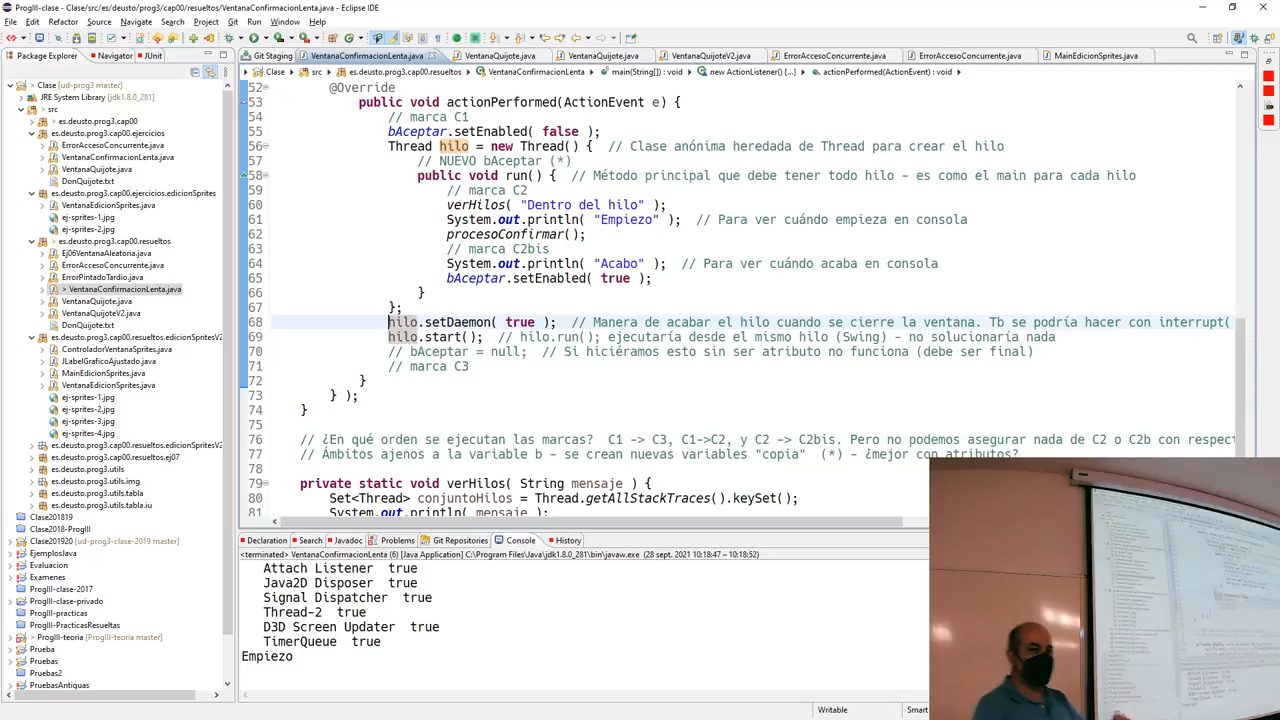 ProgIII-clase - Clase/src/es/deusto/prog3/cap00/resueltos/VentanaConfirmacionLenta.java - Eclipse IDE
File Edit Refactor Source Navigate Search Project Git Run Window Help
Package Explorer Navigator JUnit
Clase [ud-prog3 master]
JRE System Library [jdk1.8.0_281]
src
es.deusto.prog3.cap00
es.deusto.prog3.cap00.ejercicios
ErrorAccesoConcurrente.java
VentanaConfirmacionLenta.java
VentanaQuijote.java
DonQuijote.txt
es.deusto.prog3.cap00.ejercicios.edicionSprites
VentanaEdicionSprites.java
ej-sprites-1.jpg
ej-sprites-2.jpg
es.deusto.prog3.cap00.resueltos
Ej06VentanaAleatoria.java
ErrorAccesoConcurrente.java
ErrorPintadoTardio.java
> VentanaConfirmacionLenta.java
VentanaQuijote.java
VentanaQuijoteV2.java
DonQuijote.txt
es.deusto.prog3.cap00.resueltos.edicionSprites
ControladorVentanaSprites.java
JLabelGraficoAjustado.java
MainEdicionSprites.java
VentanaEdicionSprites.java
ej-sprites-1.jpg
ej-sprites-2.jpg
ej-sprites-3.jpg
ej-sprites-4.jpg
es.deusto.prog3.cap00.resueltos.edicionSpritesV2
es.deusto.prog3.cap00.resueltos.ej07
es.deusto.prog3.utils
es.deusto.prog3.utils.img
es.deusto.prog3.utils.tabla
es.deusto.prog3.utils.tabla.iu
Clase201819
Clase2018-ProgIII
Clase201920 [ud-prog3-clase-2019 master]
EjemplosJava
Evaluacion
Examenes
ProgIII-2017
ProgIII-clase-privado
ProgIII-practicas
ProgIII-PracticasResueltas
> ProgIII-teoria [ProgIII-teoria master]
Prueba
Pruebas
Pruebas2
PruebasAntiguas
Git Staging VentanaConfirmacionLenta.java VentanaQuijote.java VentanaQuijote.java VentanaQuijoteV2.java ErrorAccesoConcurrente.java ErrorAccesoConcurrente.java MainEdicionSprites.java
Clase src es.deusto.prog3.cap00.resueltos VentanaConfirmacionLenta main(String[]) : void new ActionListener() {...} actionPerformed(ActionEvent) : void
52 @Override
53 public void actionPerformed(ActionEvent e) {
54 // marca C1
55 bAceptar.setEnabled( false );
56 Thread hilo = new Thread() { // Clase anónima heredada de Thread para crear el hilo
57 // NUEVO bAceptar (*)
58 public void run() { // Método principal que debe tener todo hilo - es como el main para cada hilo
59 // marca C2
60 verHilos( "Dentro del hilo" );
61 System.out.println( "Empiezo" ); // Para ver cuándo empieza en consola
62 procesoConfirmar();
63 // marca C2bis
64 System.out.println( "Acabo" ); // Para ver cuándo acaba en consola
65 bAceptar.setEnabled( true );
66 }
67 };
68 hilo.setDaemon( true ); // Manera de acabar el hilo cuando se cierre la ventana. Tb se podría hacer con interrupt(
69 hilo.start(); // hilo.run(); ejecutaría desde el mismo hilo (Swing) - no solucionaría nada
70 // bAceptar = null; // Si hiciéramos esto sin ser atributo no funciona (debe ser final)
71 // marca C3
72 }
73 } );
74 }
75
76 // ¿En qué orden se ejecutan las marcas? C1 -> C3, C1->C2, y C2 -> C2bis. Pero no podemos asegurar nada de C2 o C2b con respect
77 // Ámbitos ajenos a la variable b - se crean nuevas variables "copia" (*) - ¿mejor con atributos?
78
79 private static void verHilos( String mensaje ) {
80 Set<Thread> conjuntoHilos = Thread.getAllStackTraces().keySet();
81 System.out.println( mensaje );
Declaration Search Javadoc Problems Git Repositories Console History
<terminated> VentanaConfirmacionLenta (6) [Java Application] C:\Program Files\Java\jdk1.8.0_281\bin\javaw.exe (28 sept. 2021 10:18:47 – 10:18:52)
Attach Listener true
Java2D Disposer true
Signal Dispatcher true
Thread-2 true
D3D Screen Updater true
TimerQueue true
Empiezo
Writable Smart